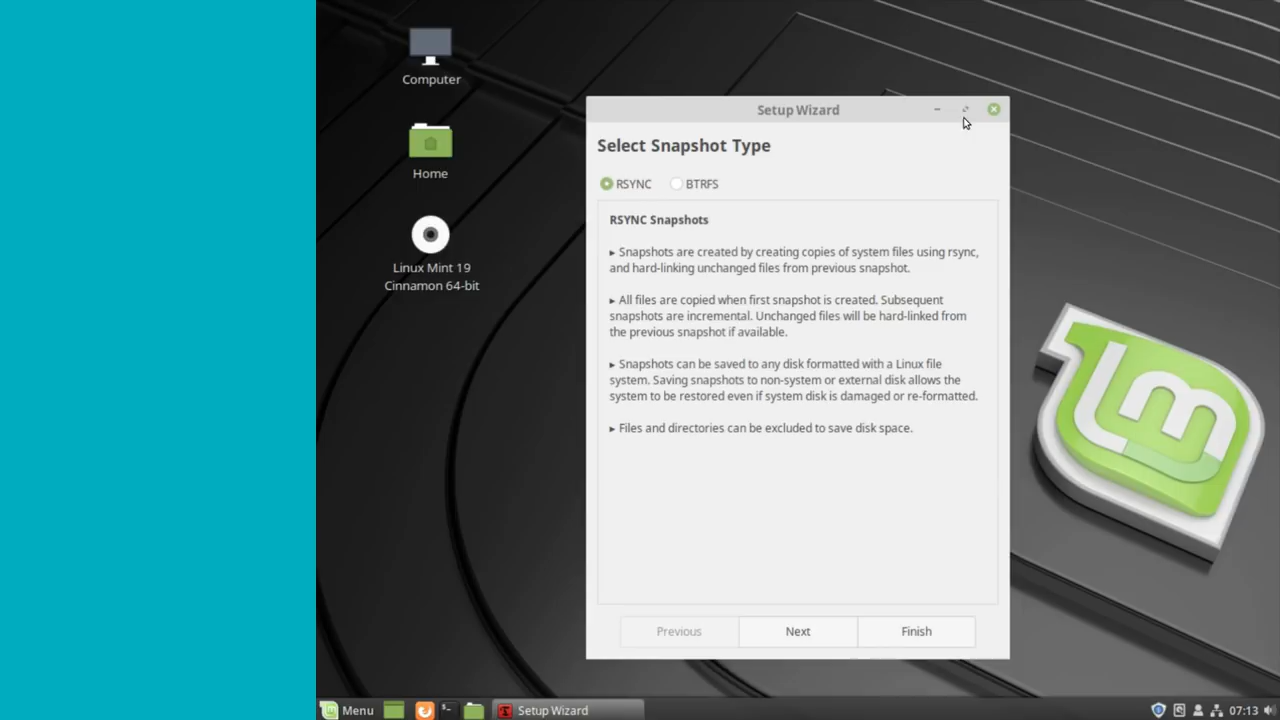 Computer
Home
Linux Mint 19
Cinnamon 64-bit
Setup Wizard
Select Snapshot Type
RSYNC BTRFS
RSYNC Snapshots
▸ Snapshots are created by creating copies of system files using rsync,
and hard-linking unchanged files from previous snapshot.
▸ All files are copied when first snapshot is created. Subsequent
snapshots are incremental. Unchanged files will be hard-linked from
the previous snapshot if available.
▸ Snapshots can be saved to any disk formatted with a Linux file
system. Saving snapshots to non-system or external disk allows the
system to be restored even if system disk is damaged or re-formatted.
▸ Files and directories can be excluded to save disk space.
Previous Next Finish
lm
Menu $_ Setup Wizard 07:13